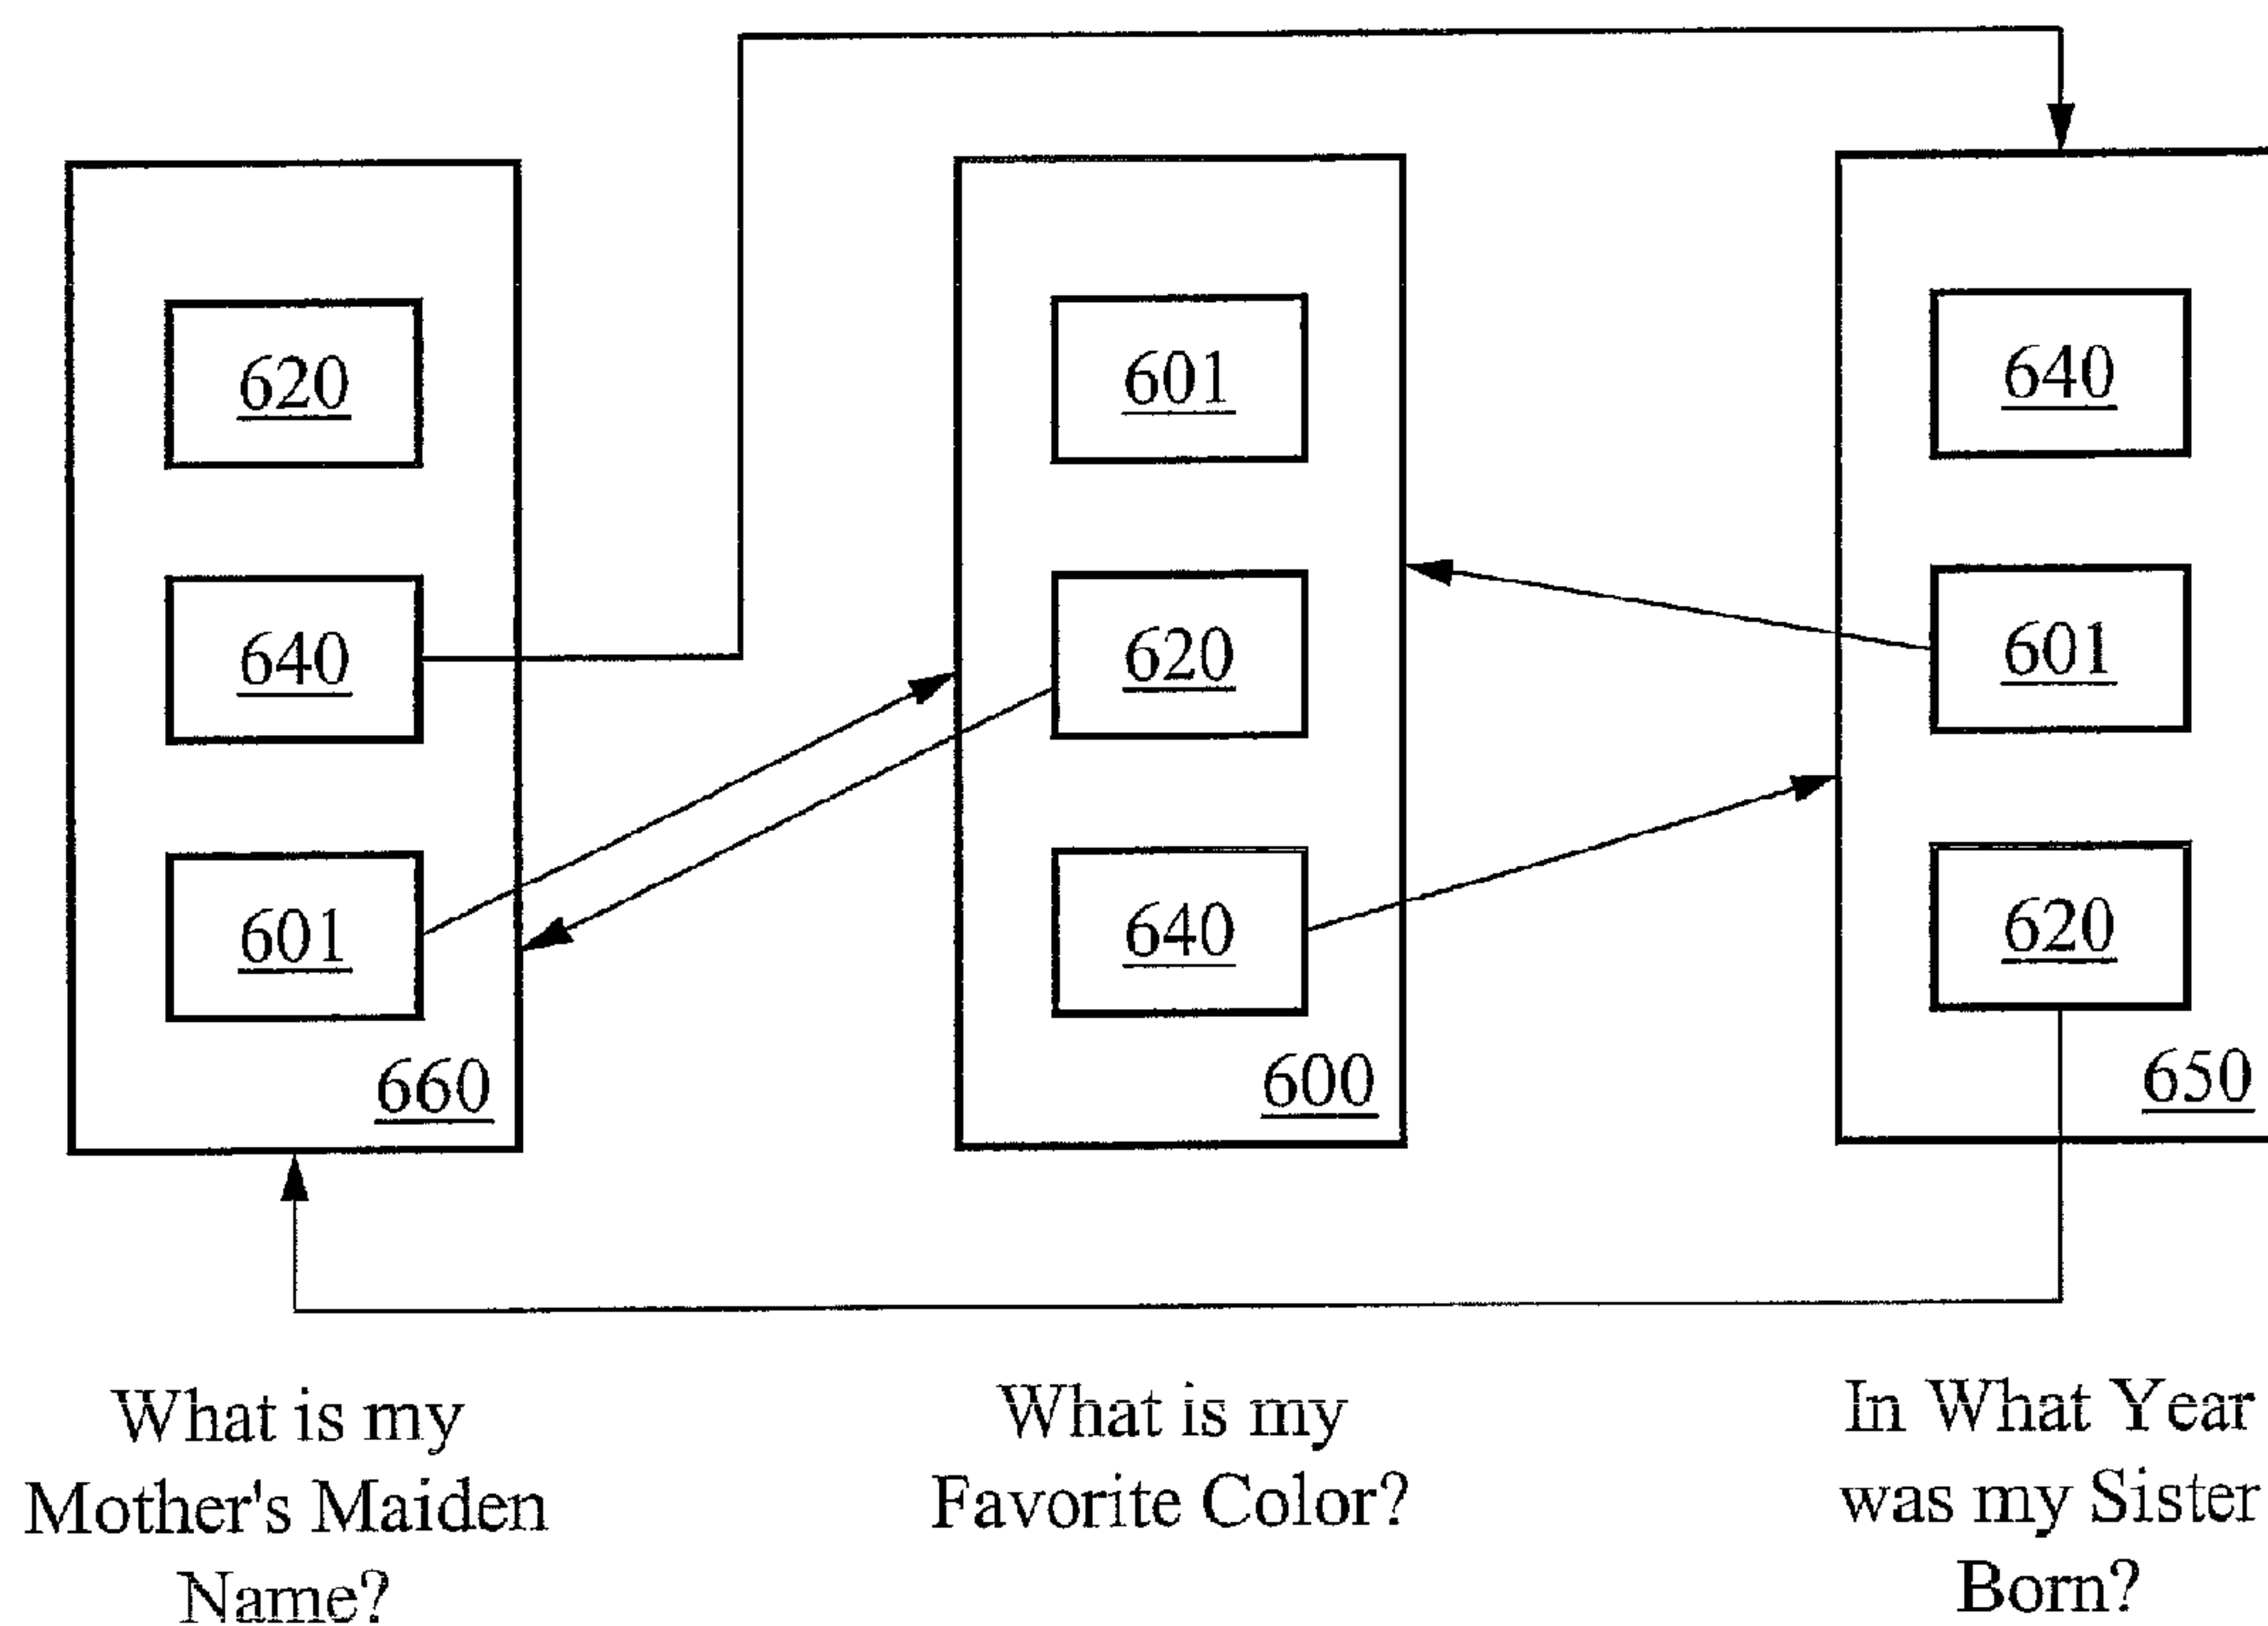 620
640
601
660
601
620
640
600
640
601
620
650
What is my
Mother's Maiden
Name?
What is my
Favorite Color?
In What Year
was my Sister
Born?